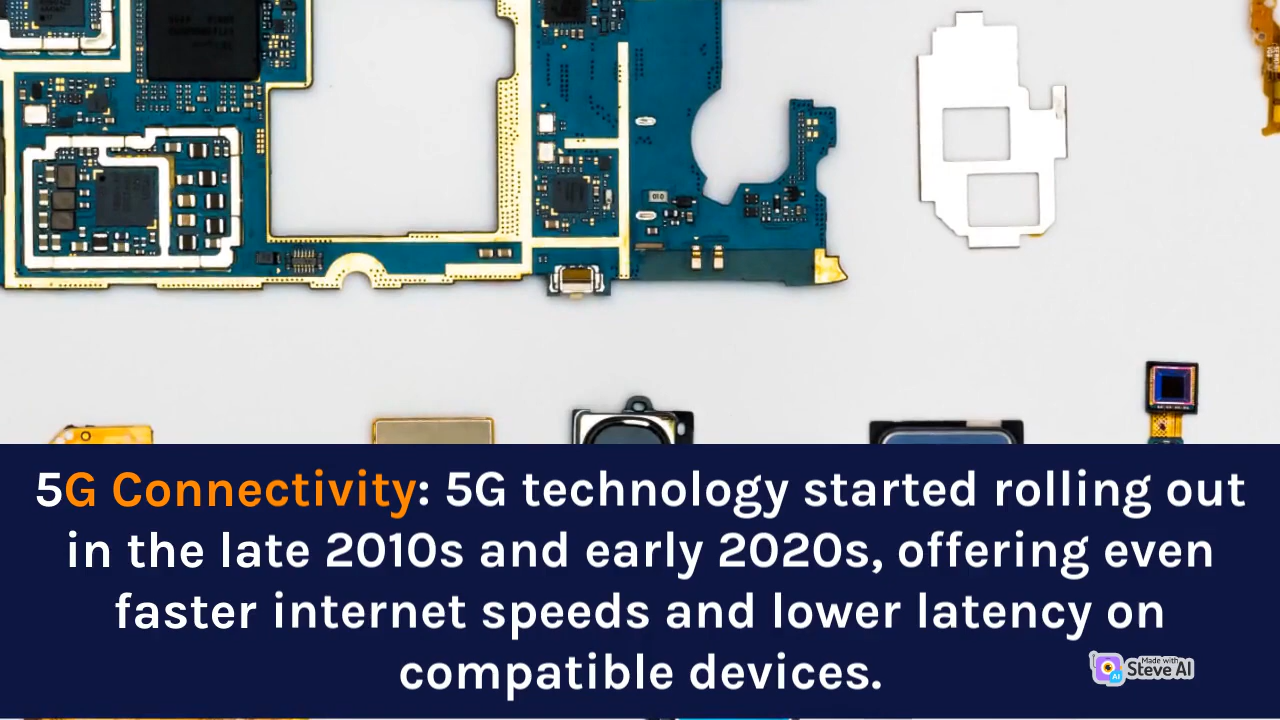 5G Connectivity: 5G technology started rolling out
in the late 2010s and early 2020s, offering even
faster internet speeds and lower latency on
compatible devices.
Made with
Steve AI